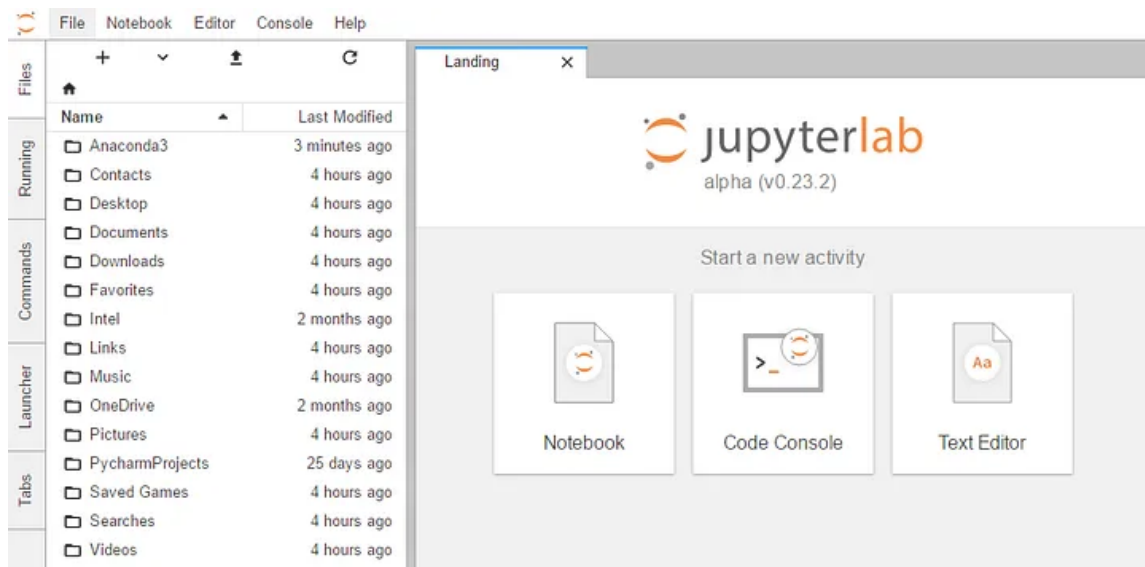 File Notebook Editor Console Help
Files
Running
Commands
Launcher
Tabs
Name Last Modified
Anaconda3 3 minutes ago
Contacts 4 hours ago
Desktop 4 hours ago
Documents 4 hours ago
Downloads 4 hours ago
Favorites 4 hours ago
Intel 2 months ago
Links 4 hours ago
Music 4 hours ago
OneDrive 2 months ago
Pictures 4 hours ago
PycharmProjects 25 days ago
Saved Games 4 hours ago
Searches 4 hours ago
Videos 4 hours ago
Landing
jupyterlab
alpha (v0.23.2)
Start a new activity
Aa
Notebook Code Console Text Editor